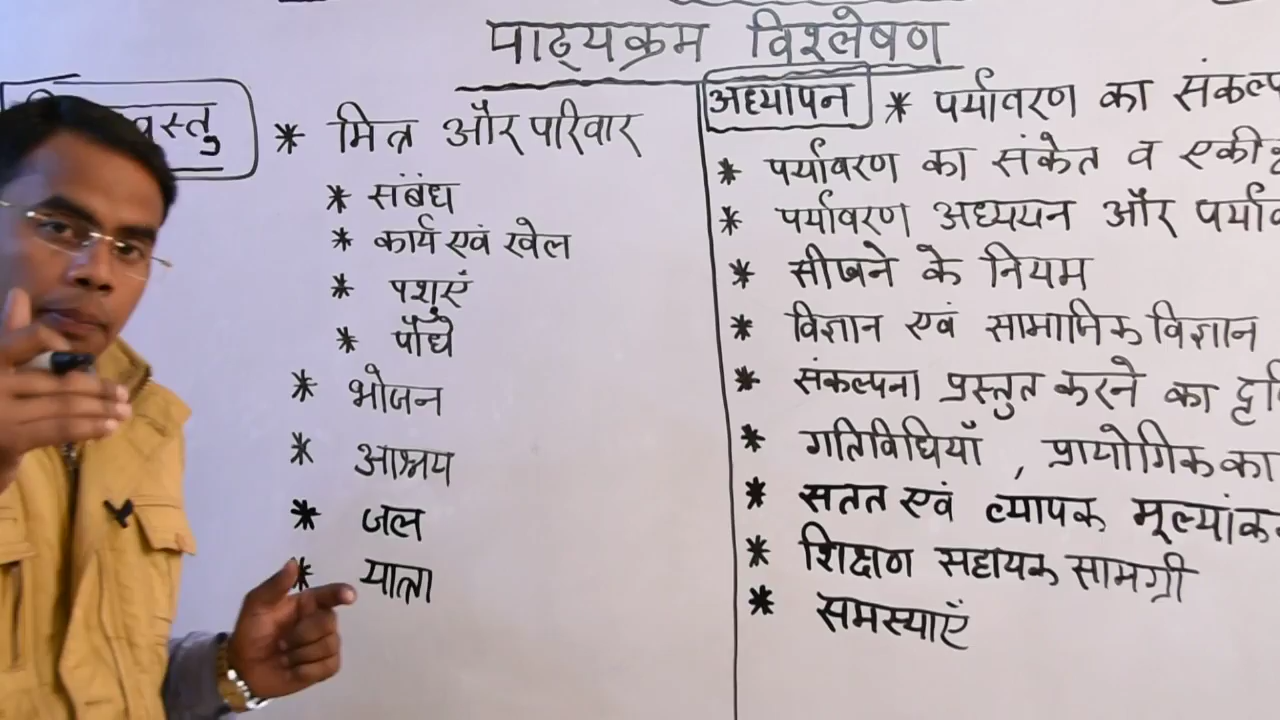 पाठ्यक्रम विश्लेषण
वस्तु
* मित्र और परिवार
* संबंध
* कार्य एवं खेल
* पशुएं
* पौधे
* भोजन
* आश्रय
* जल
* यात्रा
अध्यापन * पर्यावरण का
* पर्यावरण का संकेत व
* पर्यावरण अध्ययन और
* सीखने के नियम
* विज्ञान एवं सामाजिक विज्ञान
* संकल्पना प्रस्तुत करने का
* गतिविधियाँ , प्रायोगिक
* सतत एवं व्यापक
* शिक्षण सहायक सामग्री
* समस्याएँ